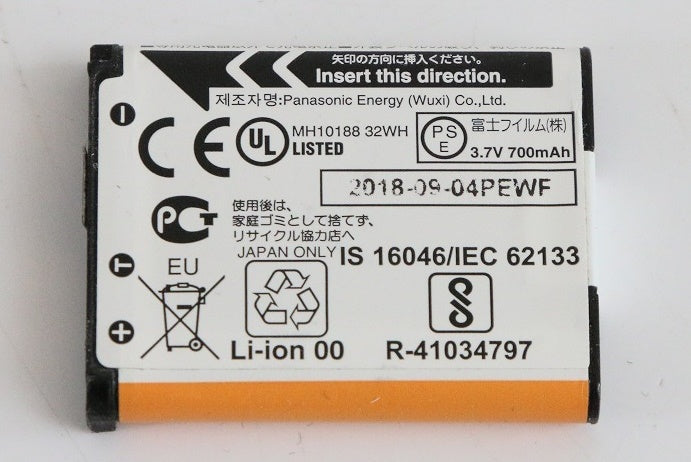 矢印の方向に挿入ください。
Insert this direction.
제조자명:Panasonic Energy (Wuxi) Co.,Ltd.
CE
UL
LISTED
MH10188 32WH
PS
E
富士フイルム(株)
3.7V 700mAh
2018-09-04PEWF
PCT
使用後は、
家庭ゴミとして捨てず、
リサイクル協力店へ
JAPAN ONLY
IS 16046/IEC 62133
EU
Li-ion 00
R-41034797
−
T
+